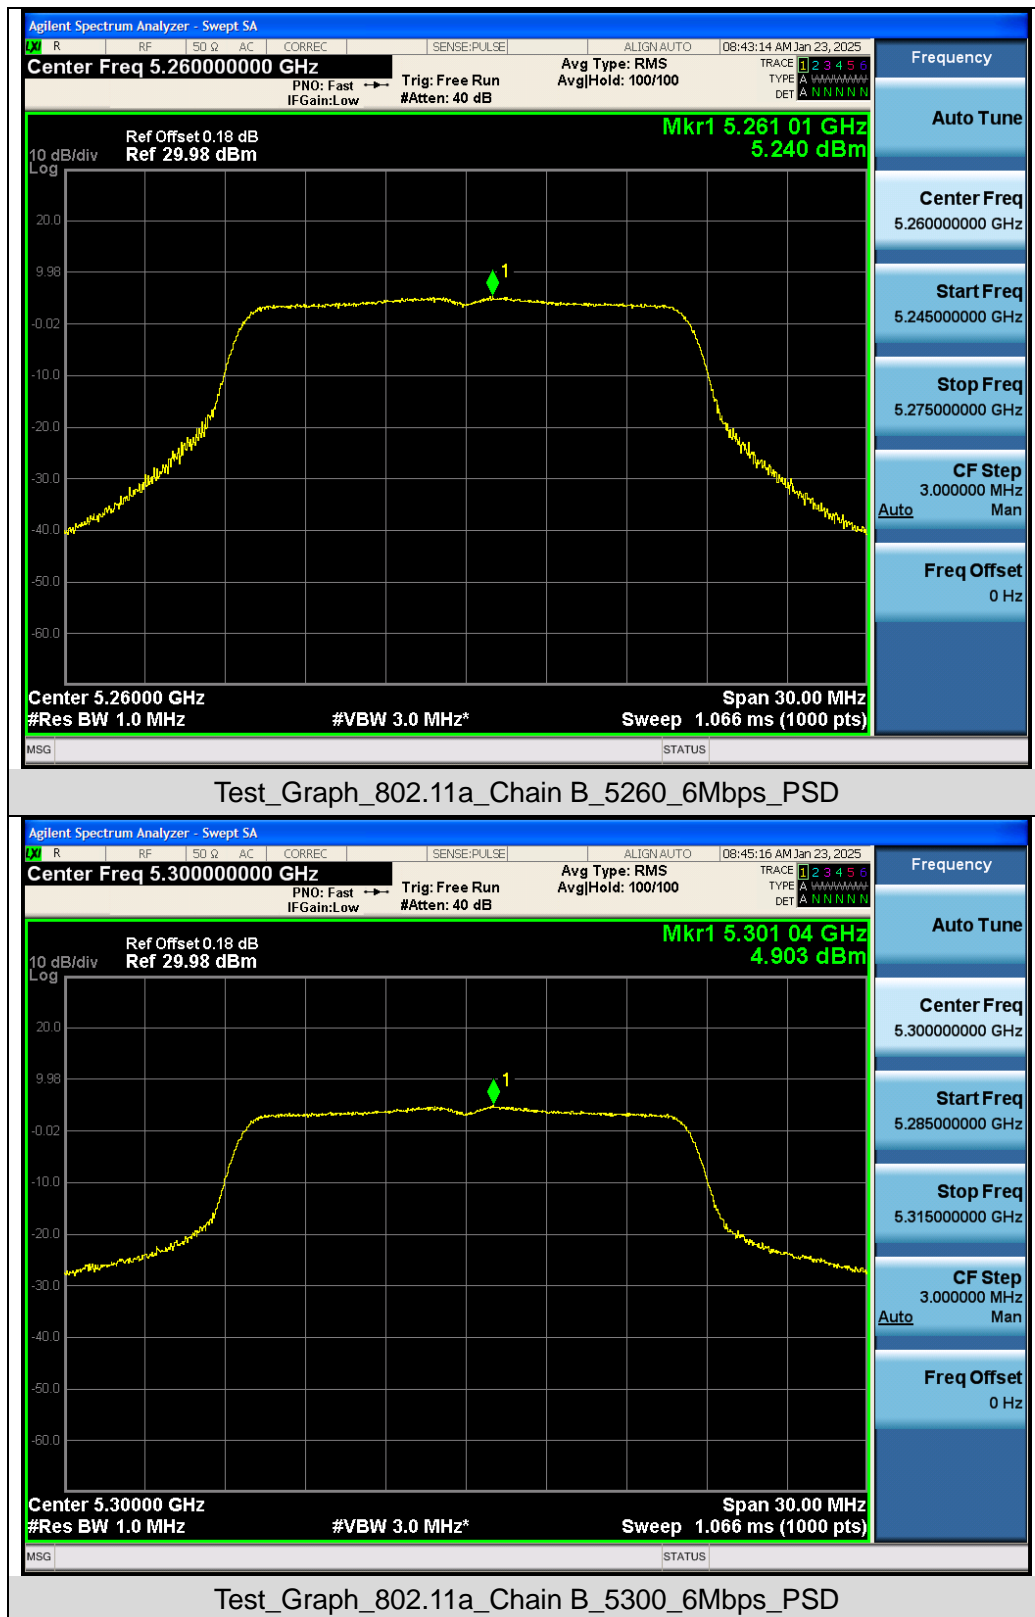 Agilent Spectrum Analyzer - Swept SA
LXI R RF 50 Ω AC CORREC SENSE:PULSE ALIGN AUTO 08:43:14 AM Jan 23, 2025
Center Freq 5.260000000 GHz
PNO: Fast
IFGain:Low
Trig: Free Run
#Atten: 40 dB
Avg Type: RMS
Avg|Hold: 100/100
TRACE 1 2 3 4 5 6
TYPE A WWWWW
DET A N N N N N
Frequency
Mkr1 5.261 01 GHz
5.240 dBm
Ref Offset 0.18 dB
10 dB/div Ref 29.98 dBm
Log
20.0
9.98
1
-0.02
-10.0
-20.0
-30.0
-40.0
-50.0
-60.0
Center 5.26000 GHz Span 30.00 MHz
#Res BW 1.0 MHz #VBW 3.0 MHz* Sweep 1.066 ms (1000 pts)
MSG STATUS
Auto Tune
Center Freq
5.260000000 GHz
Start Freq
5.245000000 GHz
Stop Freq
5.275000000 GHz
CF Step
3.000000 MHz
Auto Man
Freq Offset
0 Hz
Test_Graph_802.11a_Chain B_5260_6Mbps_PSD
Agilent Spectrum Analyzer - Swept SA
LXI R RF 50 Ω AC CORREC SENSE:PULSE ALIGN AUTO 08:45:16 AM Jan 23, 2025
Center Freq 5.300000000 GHz
PNO: Fast
IFGain:Low
Trig: Free Run
#Atten: 40 dB
Avg Type: RMS
Avg|Hold: 100/100
TRACE 1 2 3 4 5 6
TYPE A WWWWW
DET A N N N N N
Frequency
Mkr1 5.301 04 GHz
4.903 dBm
Ref Offset 0.18 dB
10 dB/div Ref 29.98 dBm
Log
20.0
9.98
1
-0.02
-10.0
-20.0
-30.0
-40.0
-50.0
-60.0
Center 5.30000 GHz Span 30.00 MHz
#Res BW 1.0 MHz #VBW 3.0 MHz* Sweep 1.066 ms (1000 pts)
MSG STATUS
Auto Tune
Center Freq
5.300000000 GHz
Start Freq
5.285000000 GHz
Stop Freq
5.315000000 GHz
CF Step
3.000000 MHz
Auto Man
Freq Offset
0 Hz
Test_Graph_802.11a_Chain B_5300_6Mbps_PSD